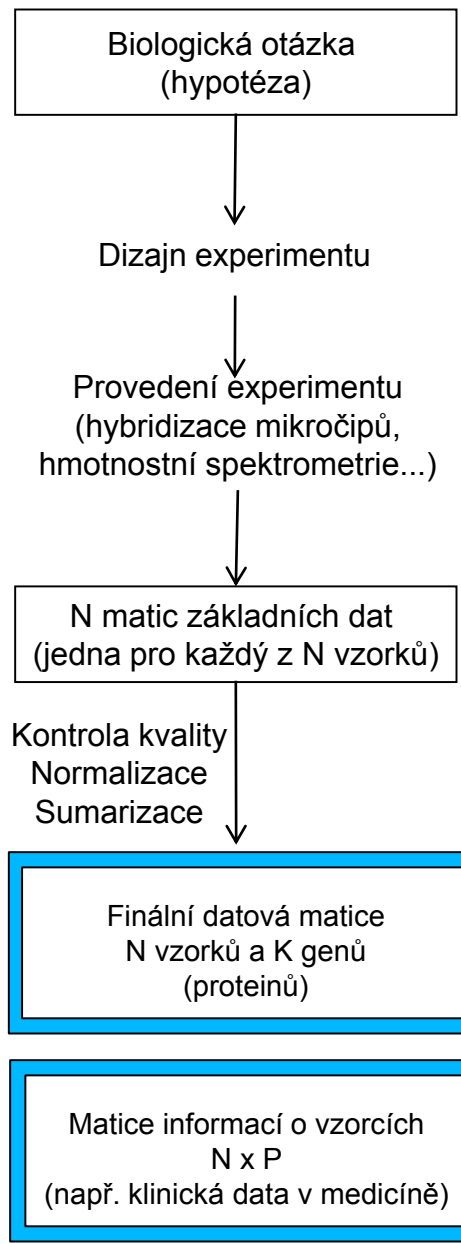 Biologická otázka
(hypotéza)
Dizajn experimentu
Provedení experimentu
(hybridizace mikročipů,
hmotnostní spektrometrie...)
N matic základních dat
(jedna pro každý z N vzorků)
Kontrola kvality
Normalizace
Sumarizace
Finální datová matice
N vzorků a K genů
(proteinů)
Matice informací o vzorcích
N x P
(např. klinická data v medicíně)